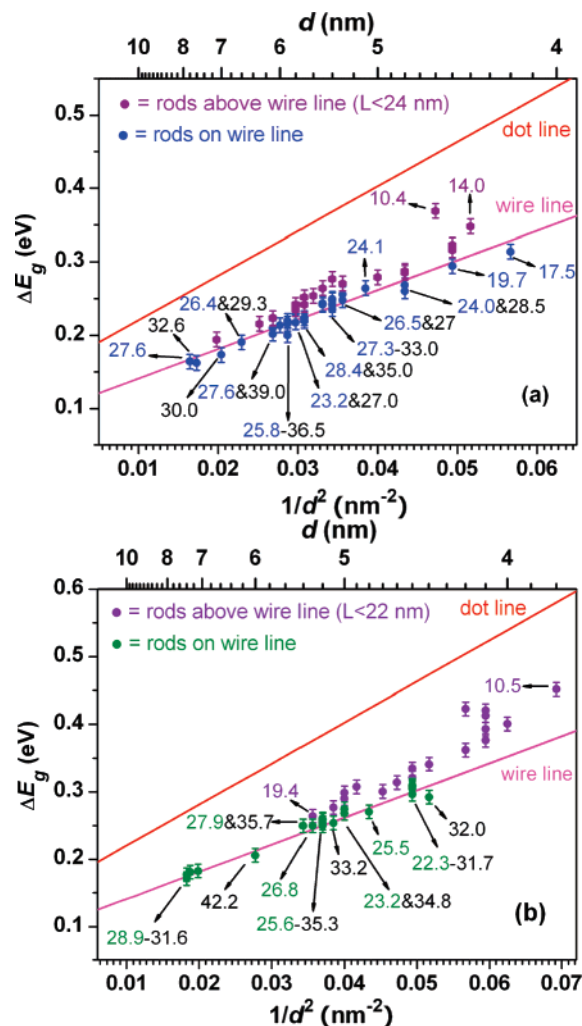 d (nm)
10 9 8 7 6 5 4
= rods above wire line (L<24 nm)
= rods on wire line
dot line
wire line
0.5
0.4
0.3
0.2
0.1
ΔEg (eV)
10.4
14.0
24.1
26.4&29.3
32.6
27.6
30.0
19.7
17.5
24.0&28.5
26.5&27
27.3-33.0
28.4&35.0
27.6&39.0
23.2&27.0
25.8-36.5
(a)
0.01 0.02 0.03 0.04 0.05 0.06
1/d² (nm⁻²)
d (nm)
10 9 8 7 6 5 4
= rods above wire line (L<22 nm)
= rods on wire line
dot line
wire line
0.6
0.5
0.4
0.3
0.2
0.1
ΔEg (eV)
10.5
19.4
27.9&35.7
32.0
33.2
25.5
26.8
42.2
22.3-31.7
23.2&34.8
25.6-35.3
28.9-31.6
(b)
0.01 0.02 0.03 0.04 0.05 0.06 0.07
1/d² (nm⁻²)